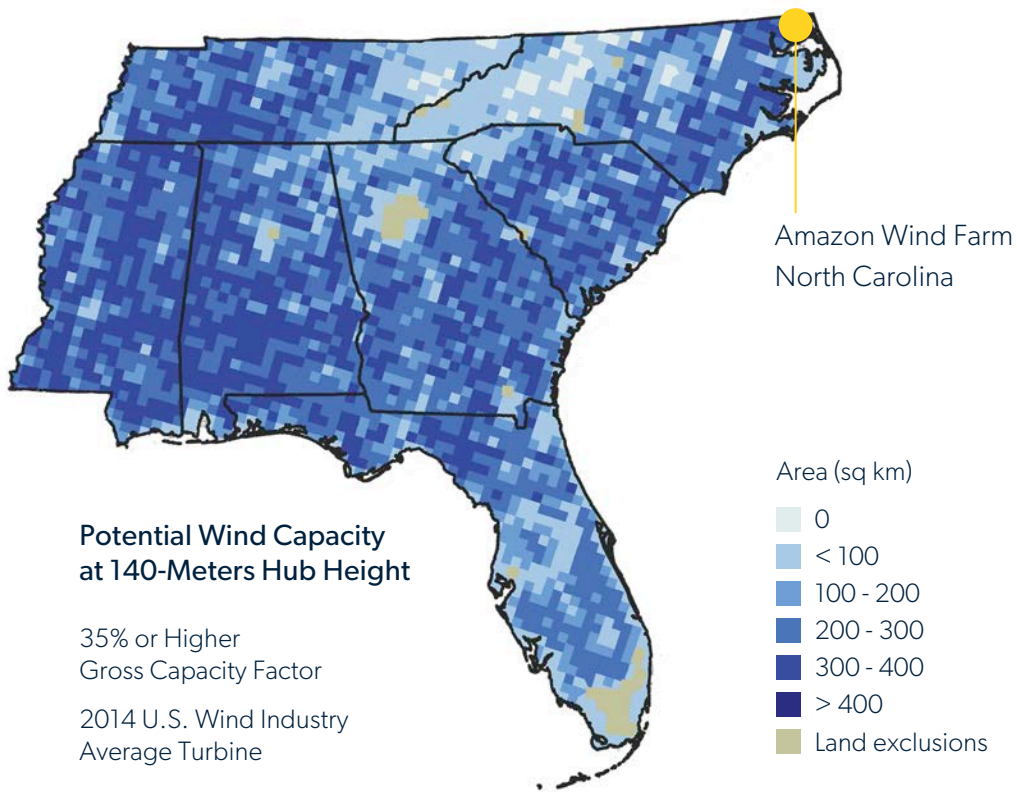 Amazon Wind Farm
North Carolina
Potential Wind Capacity
at 140-Meters Hub Height
35% or Higher
Gross Capacity Factor
2014 U.S. Wind Industry
Average Turbine
Area (sq km)
0
< 100
100 - 200
200 - 300
300 - 400
> 400
Land exclusions